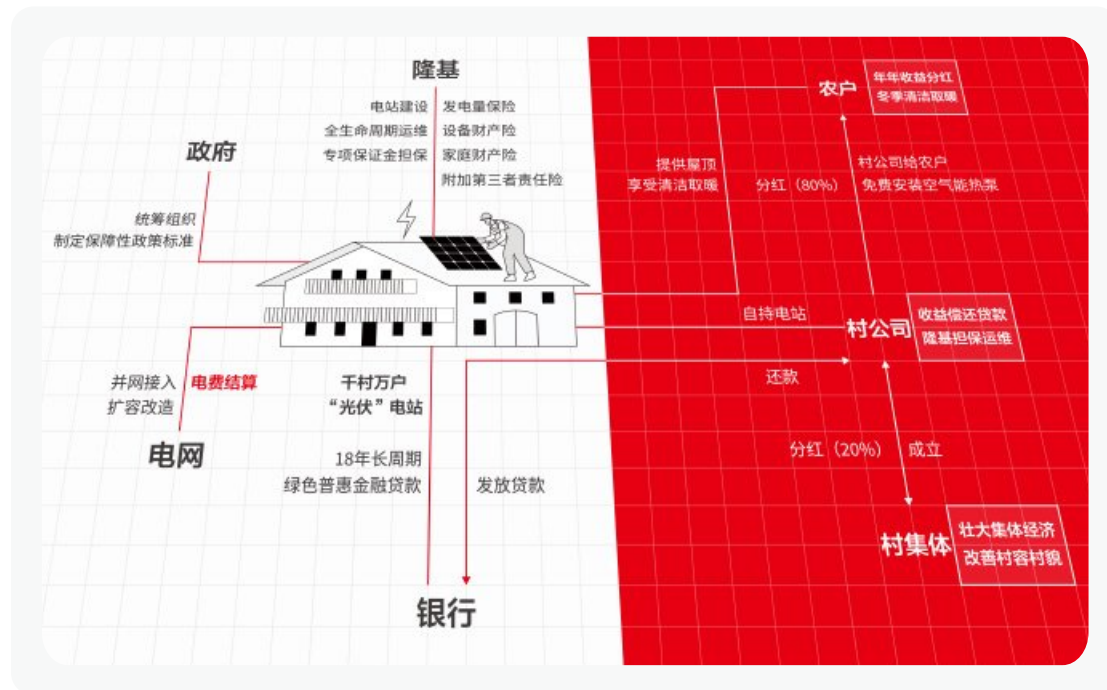 隆基
电站建设
全生命周期运维
专项保证金担保
发电量保险
设备财产险
家庭财产险
附加第三者责任险
政府
统筹组织
制定保障性政策标准
并网接入
扩容改造
电费结算
电网
千村万户
“光伏”电站
18年长周期
绿色普惠金融贷款
发放贷款
银行
农户
年年收益分红
冬季清洁取暖
提供屋顶
享受清洁取暖
分红（80%）
村公司给农户
免费安装空气能热泵
自持电站
村公司
收益偿还贷款
隆基担保运维
还款
分红（20%）
成立
村集体
壮大集体经济
改善村容村貌